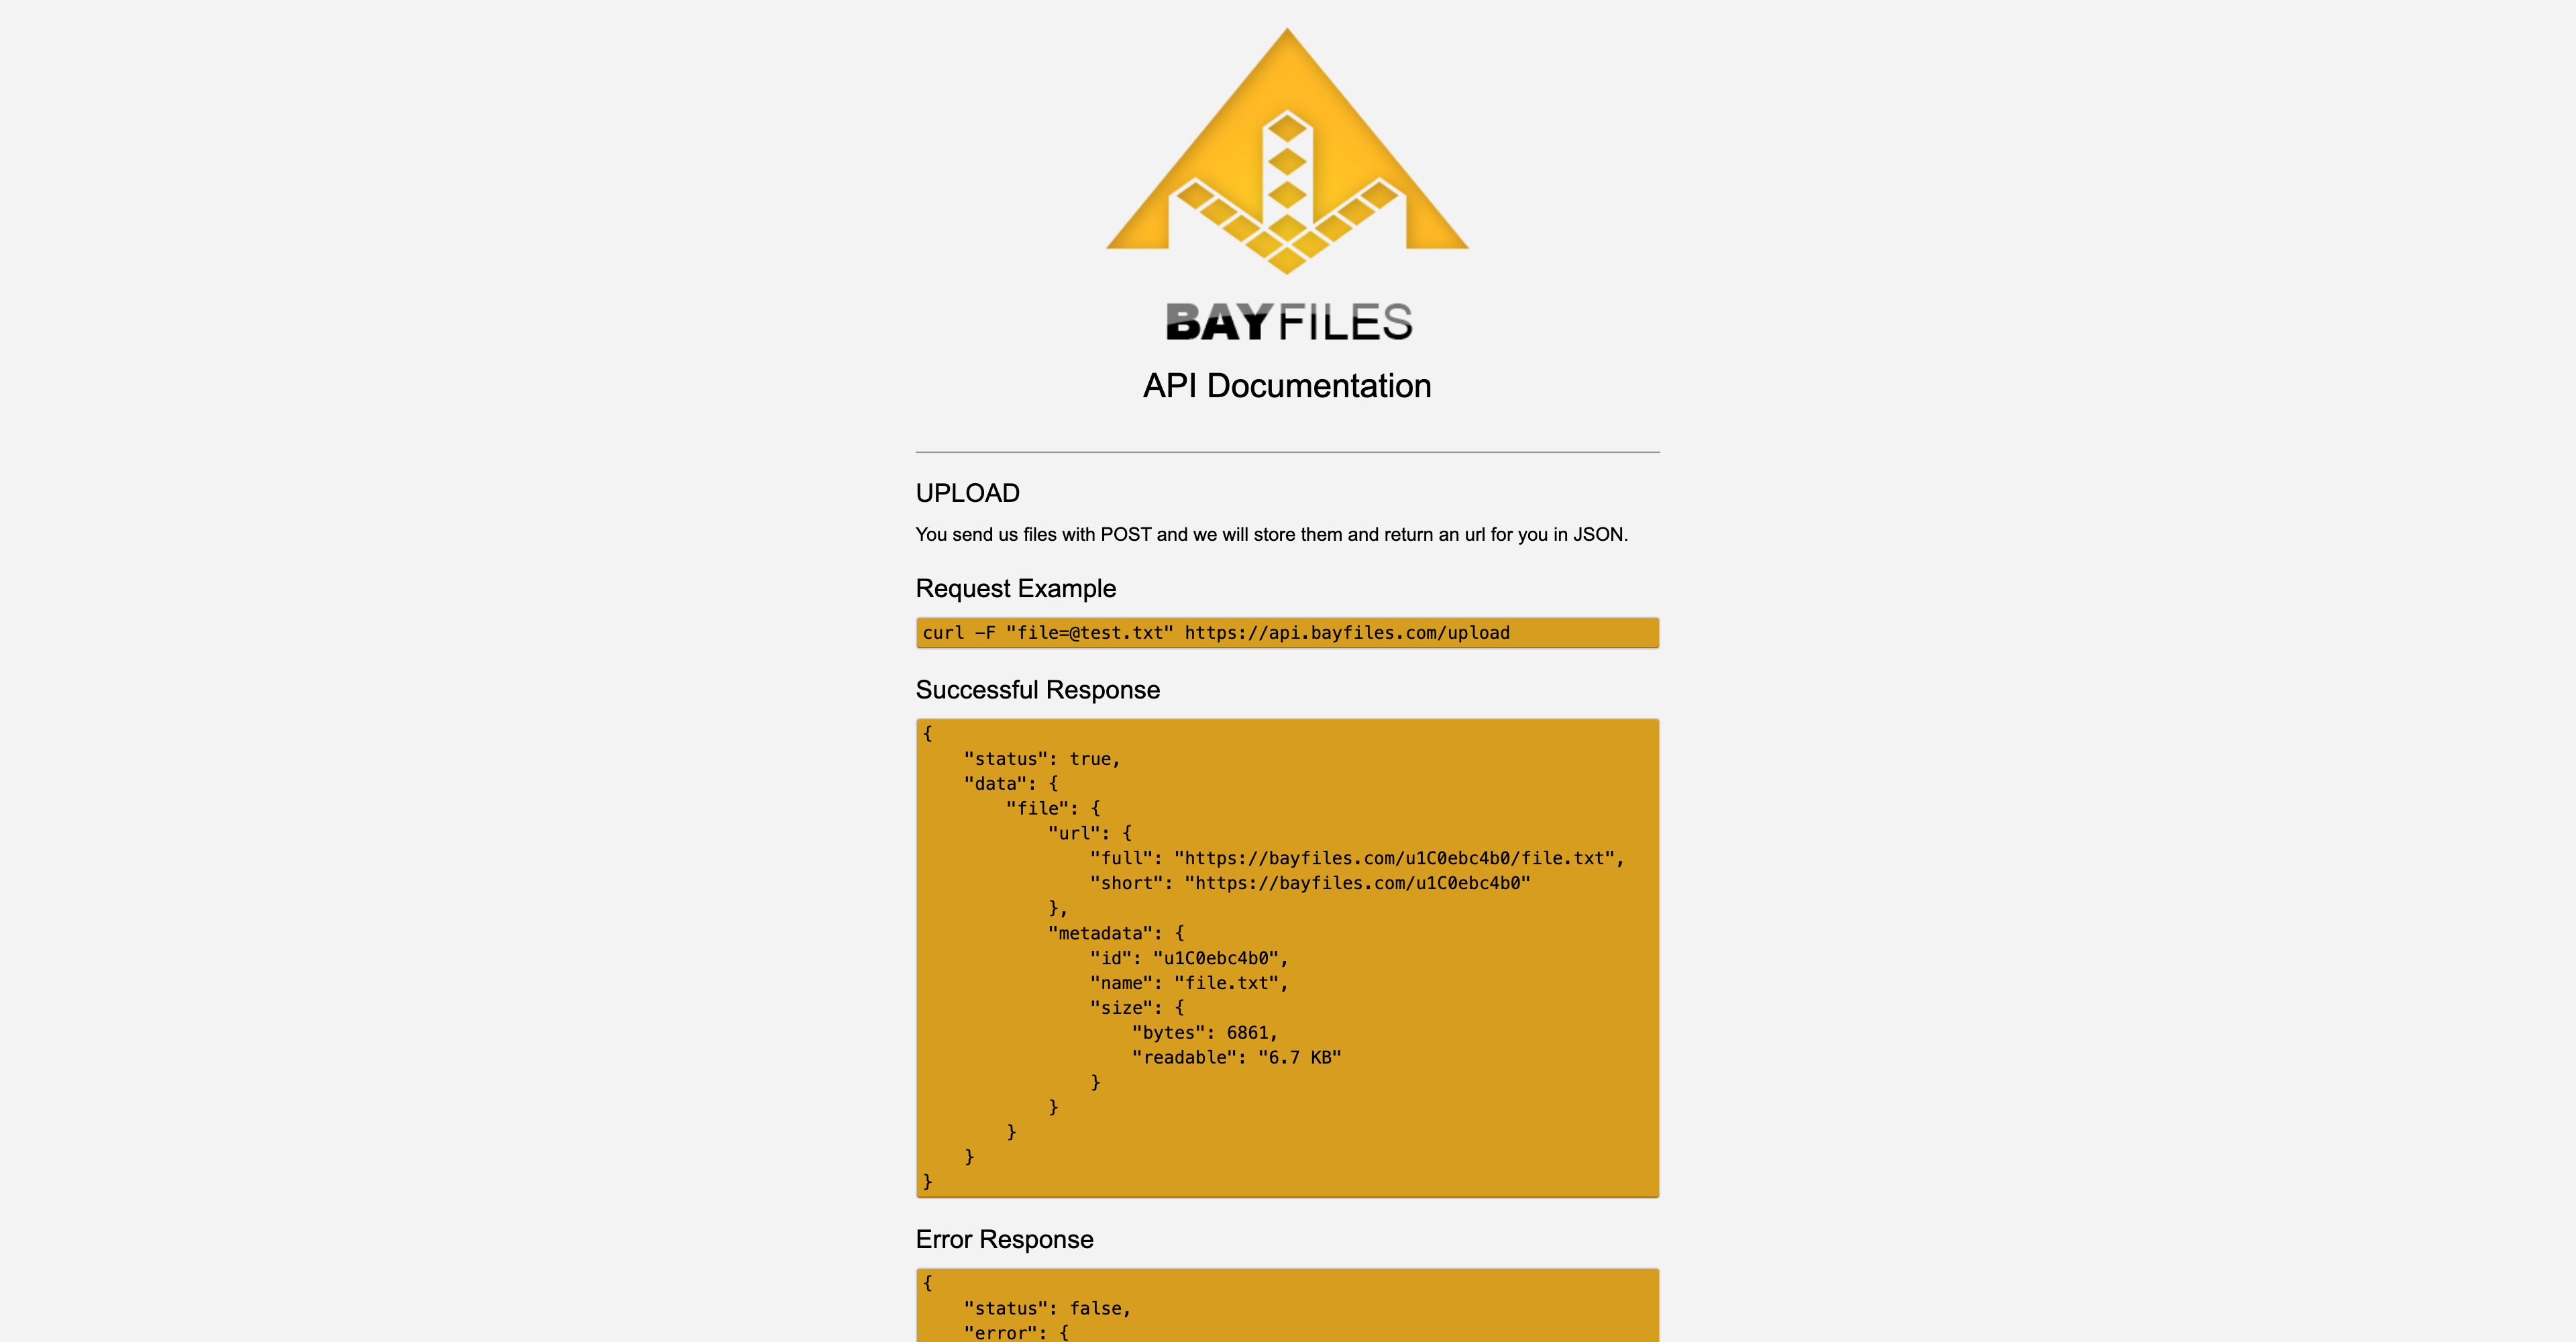 BAYFILES
API Documentation
UPLOAD
You send us files with POST and we will store them and return an url for you in JSON.
Request Example
curl -F "file=@test.txt" https://api.bayfiles.com/upload
Successful Response
{
    "status": true,
    "data": {
        "file": {
            "url": {
                "full": "https://bayfiles.com/u1C0ebc4b0/file.txt",
                "short": "https://bayfiles.com/u1C0ebc4b0"
            },
            "metadata": {
                "id": "u1C0ebc4b0",
                "name": "file.txt",
                "size": {
                    "bytes": 6861,
                    "readable": "6.7 KB"
                }
            }
        }
    }
}
Error Response
{
    "status": false,
    "error": {